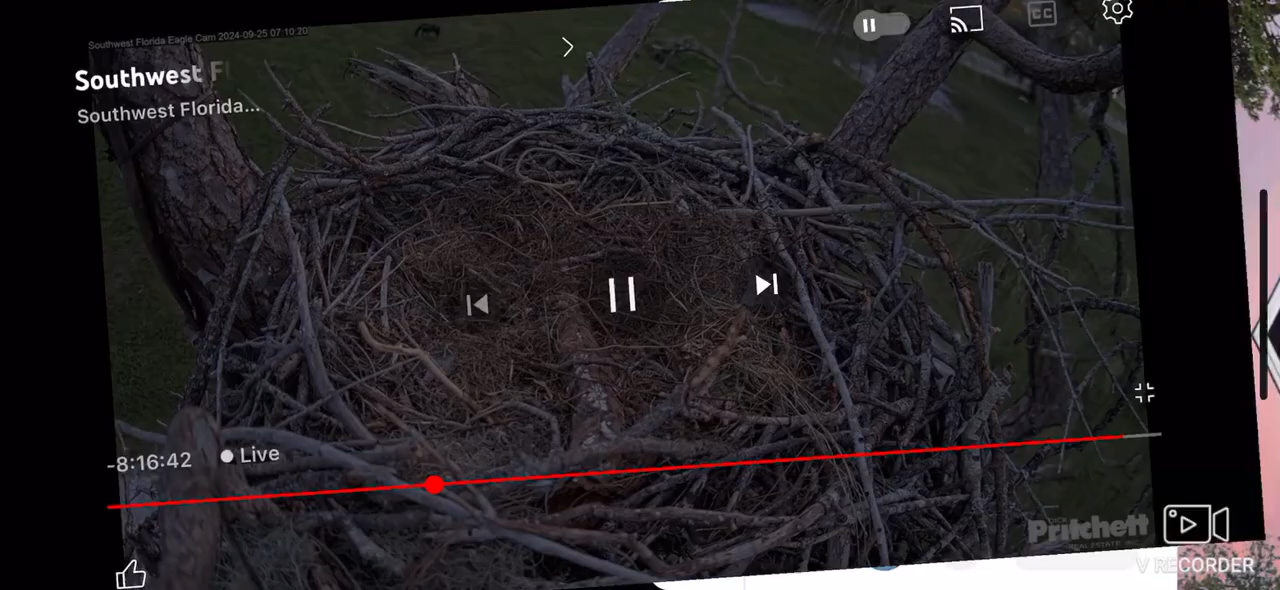 Southwest Florida Eagle Cam 2024-09-25 07:10:20
Southwest F
Southwest Florida...
CC
-8:16:42
Live
Pritchett
V RECORDER